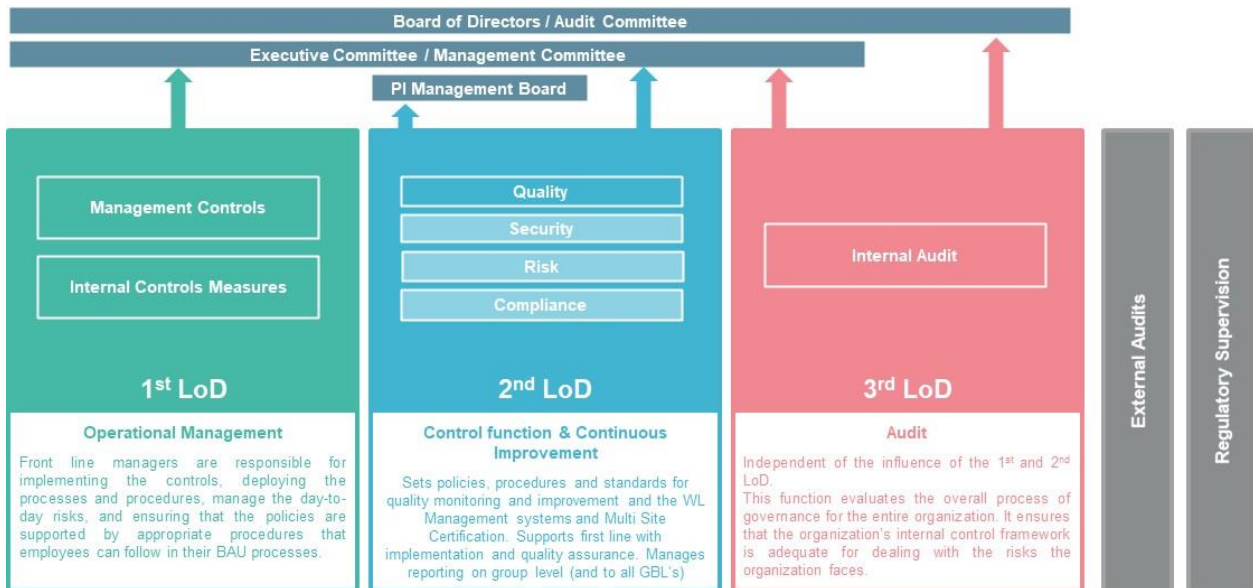 Board of Directors / Audit Committee
Executive Committee / Management Committee
PI Management Board
Management Controls
Internal Controls Measures
1st LoD
Operational Management
Front line managers are responsible for
implementing the controls, deploying the
processes and procedures, manage the day-to-
day risks, and ensuring that the policies are
supported by appropriate procedures that
employees can follow in their BAU processes.
Quality
Security
Risk
Compliance
2nd LoD
Control function & Continuous
Improvement
Sets policies, procedures and standards for
quality monitoring and improvement and the WL
Management systems and Multi Site
Certification. Supports first line with
implementation and quality assurance. Manages
reporting on group level (and to all GBL's)
Internal Audit
3rd LoD
Audit
Independent of the influence of the 1st and 2nd
LoD.
This function evaluates the overall process of
governance for the entire organization. It ensures
that the organization's internal control framework
is adequate for dealing with the risks the
organization faces.
External Audits
Regulatory Supervision